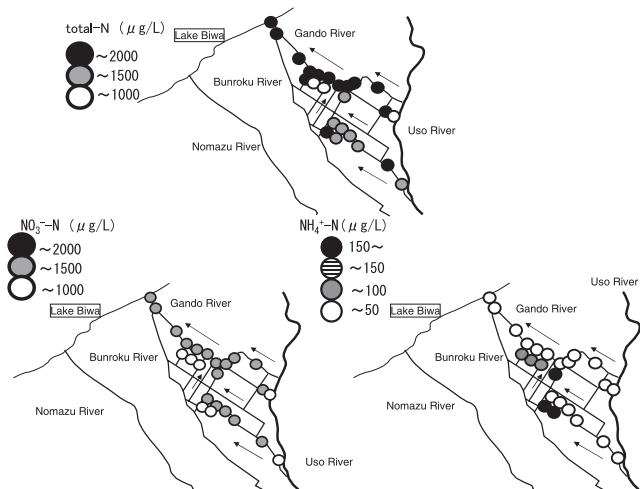 total-N (μg/L)
~2000
~1500
~1000
Lake Biwa
Gando River
Bunroku River
Nomazu River
Uso River
NO₃⁻-N (μg/L)
~2000
~1500
~1000
Lake Biwa
Gando River
Bunroku River
Nomazu River
Uso River
NH₄⁺-N (μg/L)
150~
~150
~100
~50
Uso River
Lake Biwa
Gando River
Bunroku River
Nomazu River